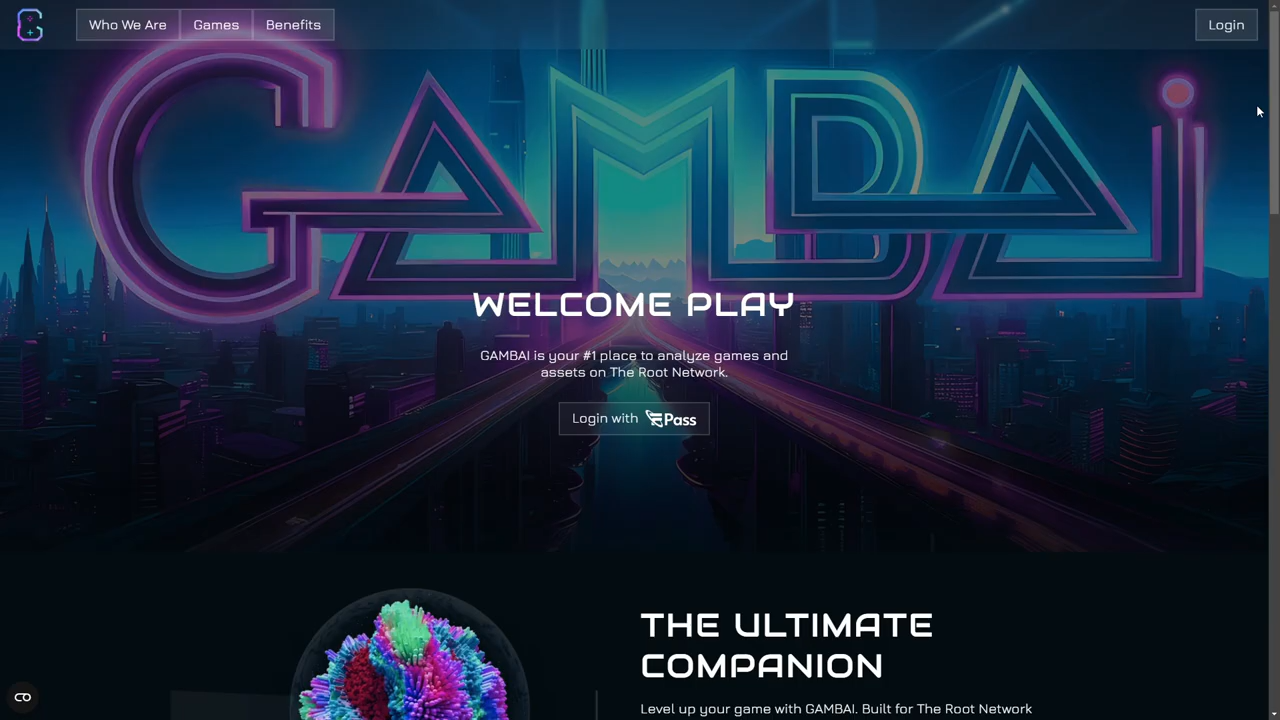 Who We Are
Games
Benefits
Login
GAMBAi
WELCOME PLAY
GAMBAI is your #1 place to analyze games and
assets on The Root Network.
Login with Pass
THE ULTIMATE
COMPANION
Level up your game with GAMBAI. Built for The Root Network